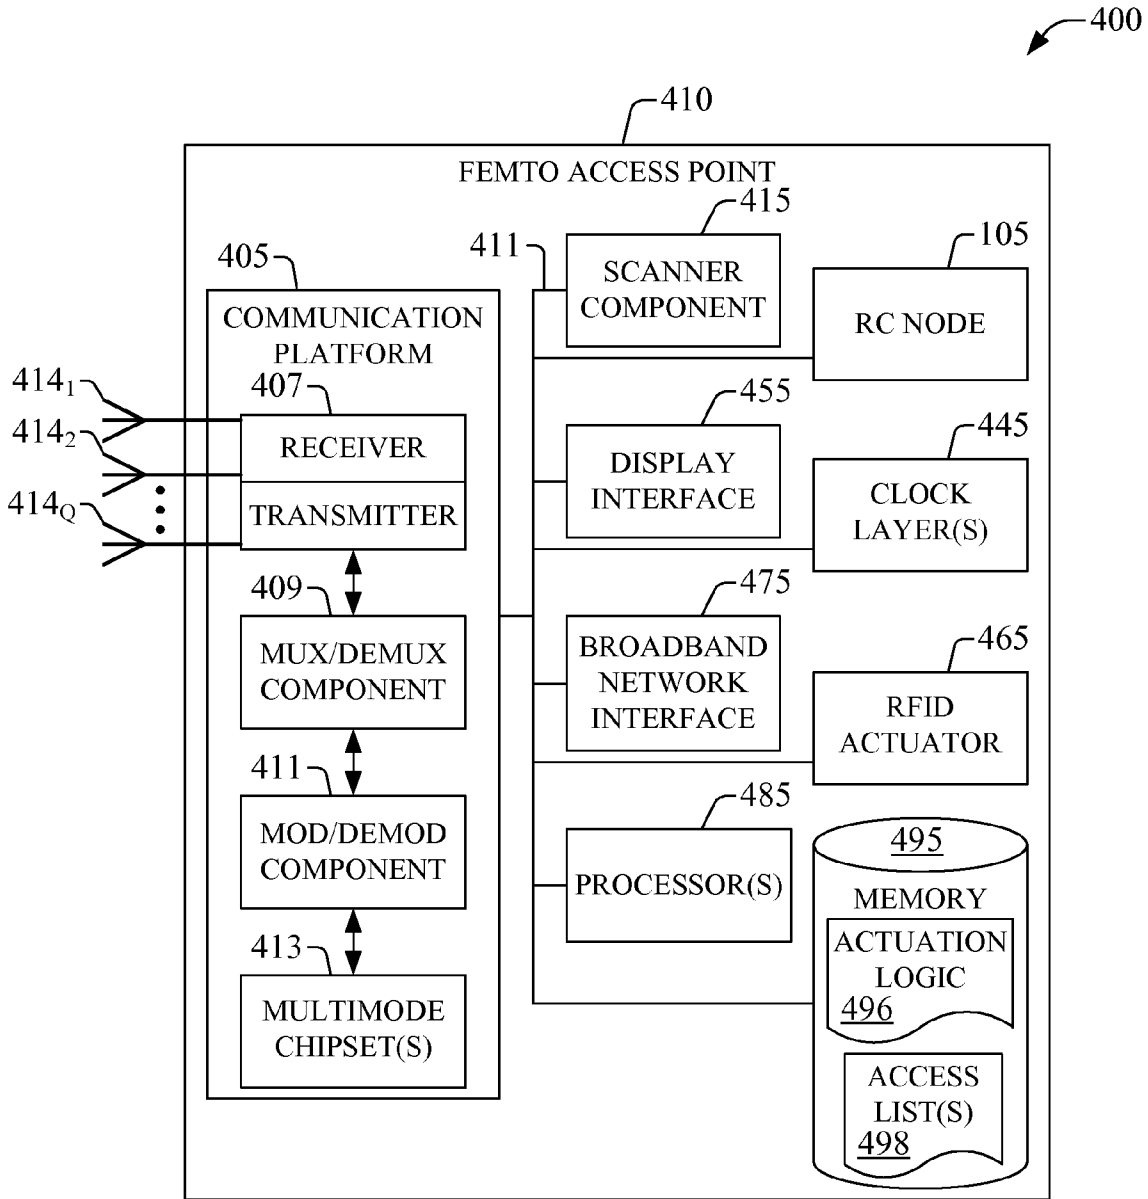 400
410
FEMTO ACCESS POINT
405
COMMUNICATION
PLATFORM
414₁
414₂
414Q
407
RECEIVER
TRANSMITTER
409
MUX/DEMUX
COMPONENT
411
MOD/DEMOD
COMPONENT
413
MULTIMODE
CHIPSET(S)
411
415
SCANNER
COMPONENT
105
RC NODE
455
DISPLAY
INTERFACE
445
CLOCK
LAYER(S)
475
BROADBAND
NETWORK
INTERFACE
465
RFID
ACTUATOR
485
PROCESSOR(S)
495
MEMORY
ACTUATION
LOGIC
496
ACCESS
LIST(S)
498